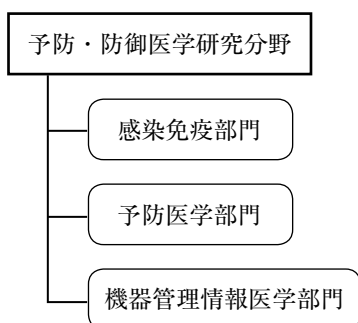 予防・防御医学研究分野
感染免疫部門
予防医学部門
機器管理情報医学部門